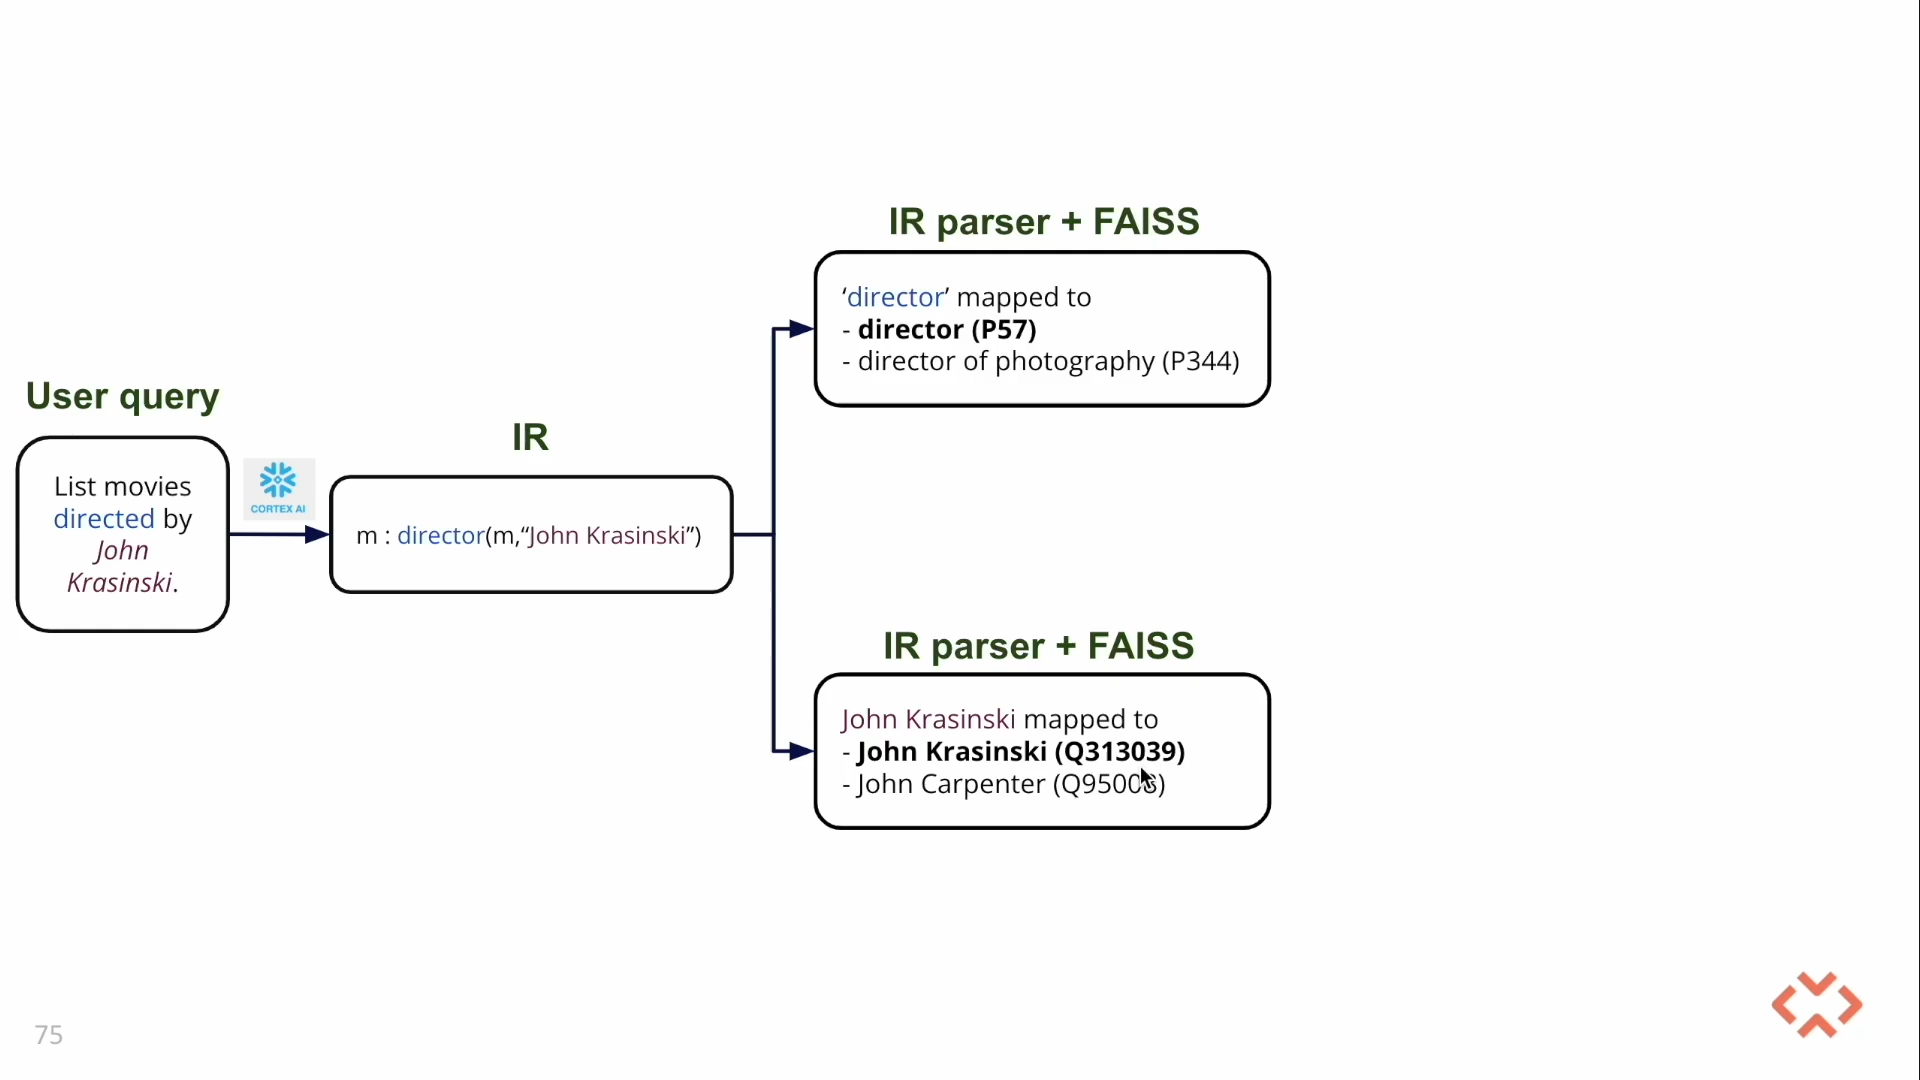 User query
List movies
directed by
John
Krasinski.
CORTEX AI
IR
m : director(m,“John Krasinski”)
IR parser + FAISS
‘director’ mapped to
- director (P57)
- director of photography (P344)
IR parser + FAISS
John Krasinski mapped to
- John Krasinski (Q313039)
- John Carpenter
75